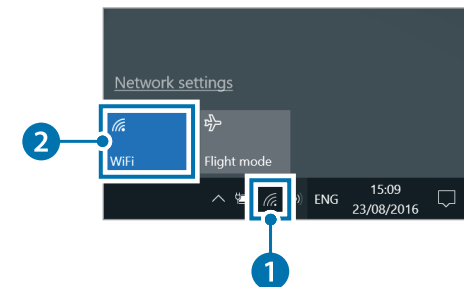 Network settings
2
WiFi
Flight mode
ENG
15:09
23/08/2016
1